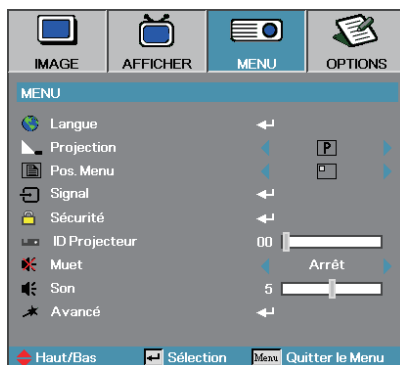 IMAGE AFFICHER MENU OPTIONS
MENU
Langue
Projection P
Pos. Menu
Signal
Sécurité
ID Projecteur 00
Muet Arrêt
Son 5
Avancé
Haut/Bas Sélection Menu Quitter le Menu